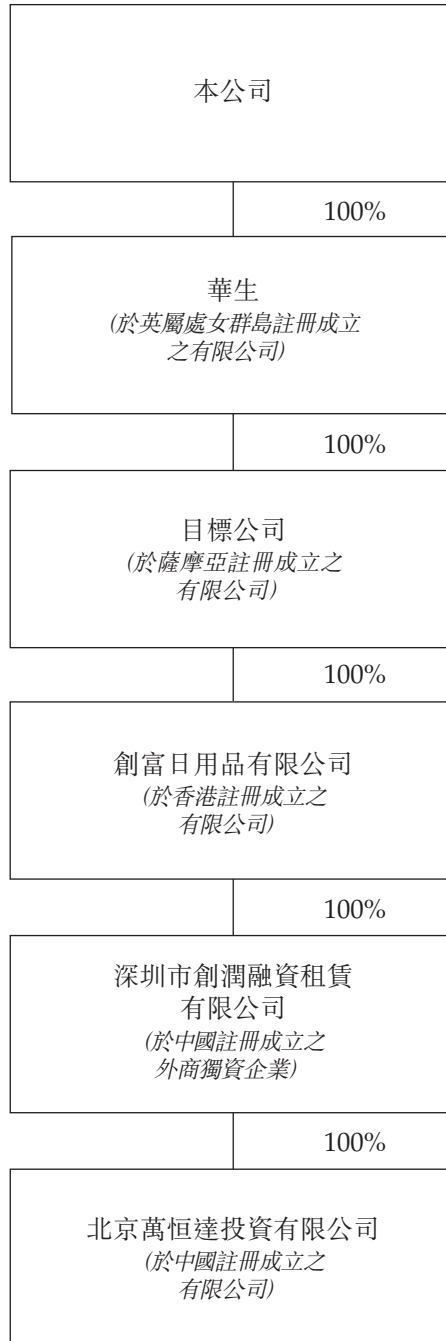 本公司
100%
華生
(於英屬處女群島註冊成立
之有限公司)
100%
目標公司
(於薩摩亞註冊成立之
有限公司)
100%
創富日用品有限公司
(於香港註冊成立之
有限公司)
100%
深圳市創潤融資租賃
有限公司
(於中國註冊成立之
外商獨資企業)
100%
北京萬恒達投資有限公司
(於中國註冊成立之
有限公司)